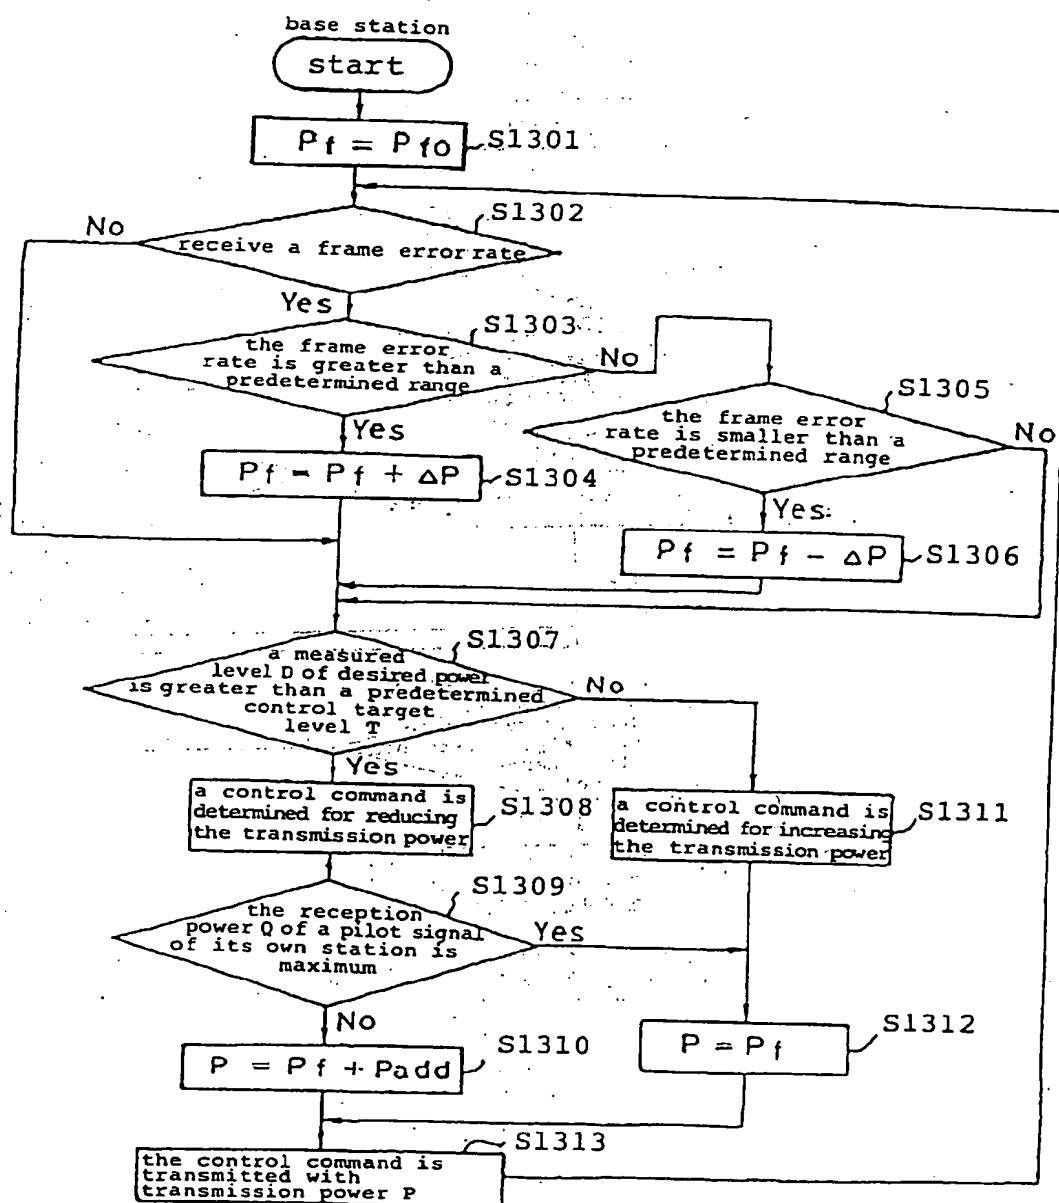 base station
start
Pf = Pfo
S1301
S1302
No
receive a frame error rate
Yes
S1303
the frame error
rate is greater than a
predetermined range
No
S1305
the frame error
rate is smaller than a
predetermined range
No
Yes
Pf = Pf + ΔP
S1304
Yes
Pf = Pf - ΔP
S1306
S1307
a measured
level D of desired power
is greater than a predetermined
control target
level T
No
Yes
a control command is
determined for reducing
the transmission power
S1308
a control command is
determined for increasing
the transmission power
S1311
S1309
the reception
power Q of a pilot signal
of its own station is
maximum
Yes
No
P = Pf + Padd
S1310
P = Pf
S1312
S1313
the control command is
transmitted with
transmission power P